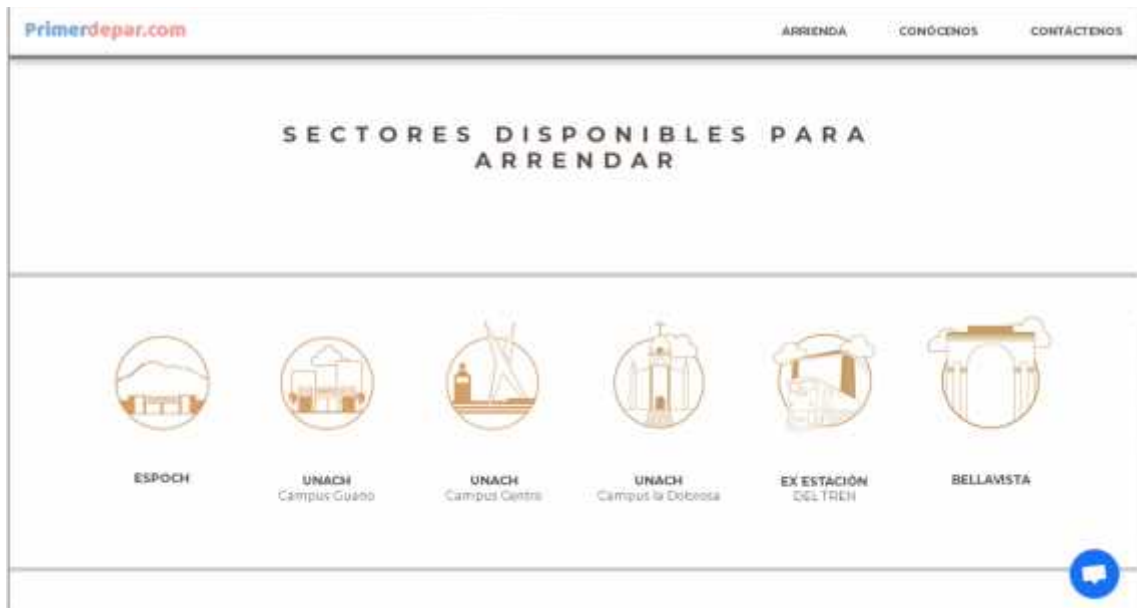 Primerdepar.com
ARRIENDA CONÓCENOS CONTÁCTENOS
SECTORES DISPONIBLES PARA
ARRENDAR
ESPOCH
UNACH
Campus Guano
UNACH
Campus Centro
UNACH
Campus la Dolorosa
EX ESTACIÓN
DEL TREN
BELLAVISTA